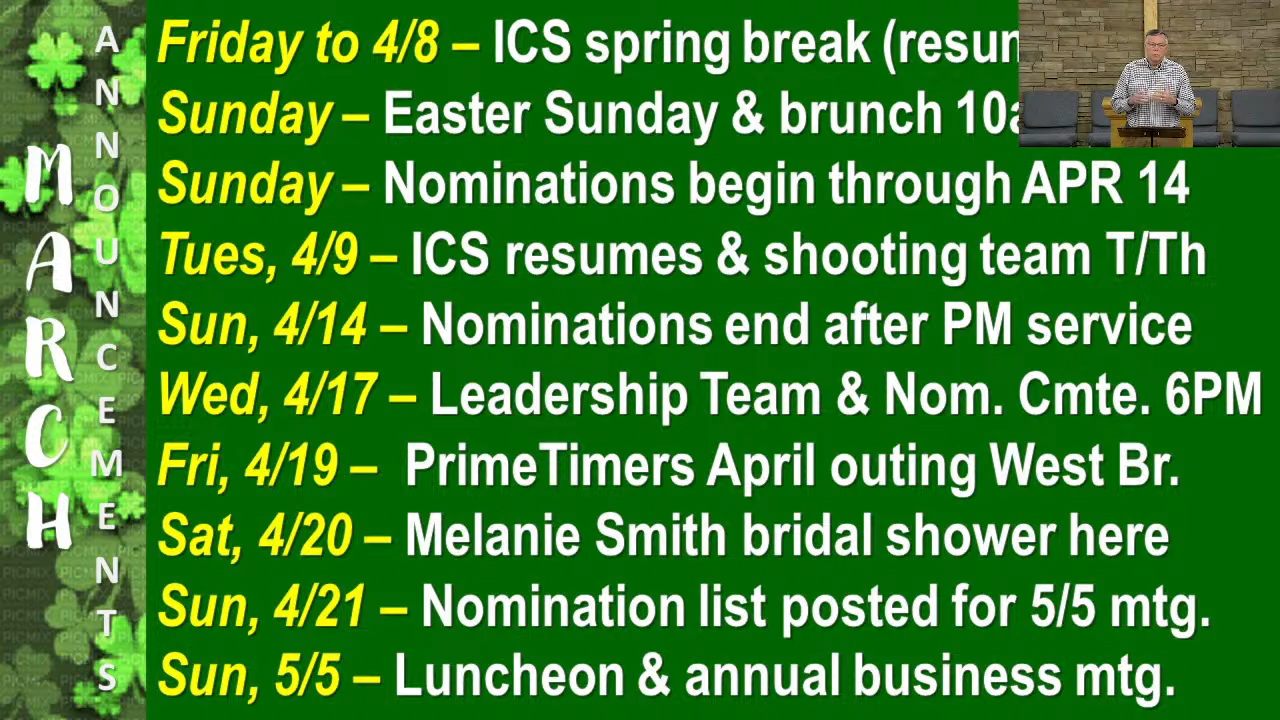 MARCH
ANNOUNCEMENTS
Friday to 4/8 – ICS spring break
Sunday – Easter Sunday & brunch
Sunday – Nominations begin through APR 14
Tues, 4/9 – ICS resumes & shooting team T/Th
Sun, 4/14 – Nominations end after PM service
Wed, 4/17 – Leadership Team & Nom. Cmte. 6PM
Fri, 4/19 – PrimeTimers April outing West Br.
Sat, 4/20 – Melanie Smith bridal shower here
Sun, 4/21 – Nomination list posted for 5/5 mtg.
Sun, 5/5 – Luncheon & annual business mtg.